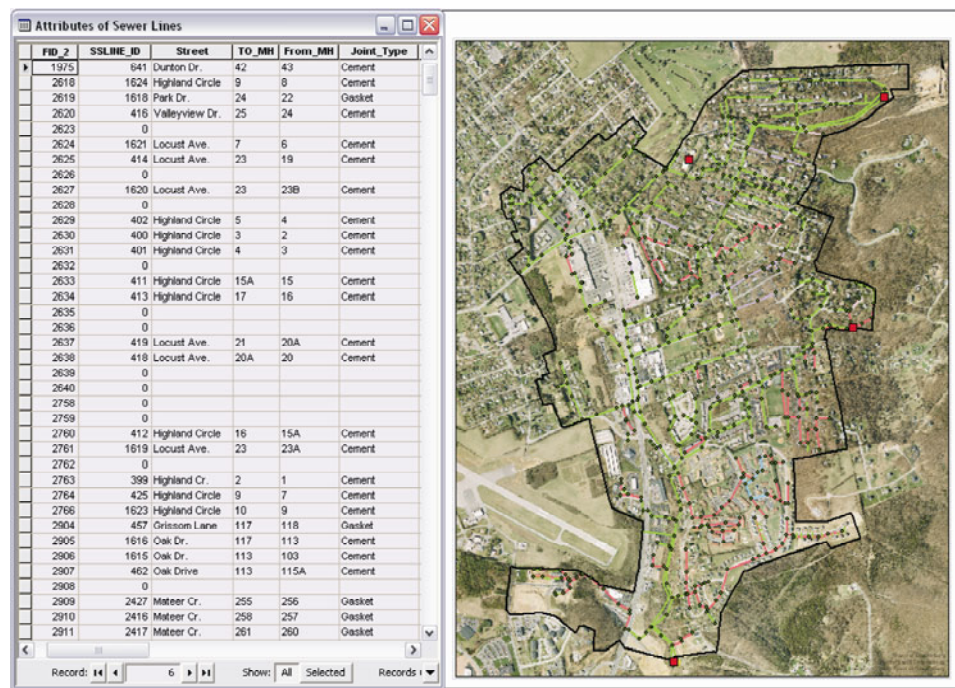 Attributes of Sewer Lines
FID_2 SSLINE_ID Street TO_MH From_MH Joint_Type
1975 641 Dunton Dr. 42 43 Cement
2618 1624 Highland Circle 9 8 Cement
2619 1618 Park Dr. 24 22 Gasket
2620 416 Valleyview Dr. 25 24 Cement
2623 0
2624 1621 Locust Ave. 7 6 Cement
2625 414 Locust Ave. 23 19 Cement
2626 0
2627 1620 Locust Ave. 23 23B Cement
2628 0
2629 402 Highland Circle 5 4 Cement
2630 400 Highland Circle 3 2 Cement
2631 401 Highland Circle 4 3 Cement
2632 0
2633 411 Highland Circle 15A 15 Cement
2634 413 Highland Circle 17 16 Cement
2635 0
2636 0
2637 419 Locust Ave. 21 20A Cement
2638 418 Locust Ave. 20A 20 Cement
2639 0
2640 0
2758 0
2759 0
2760 412 Highland Circle 16 15A Cement
2761 1619 Locust Ave. 23 23A Cement
2762 0
2763 399 Highland Cr. 2 1 Cement
2764 425 Highland Circle 9 7 Cement
2766 1623 Highland Circle 10 9 Cement
2904 457 Grissom Lane 117 118 Gasket
2905 1616 Oak Dr. 117 113 Cement
2906 1615 Oak Dr. 113 103 Cement
2907 462 Oak Drive 113 115A Cement
2908 0
2909 2427 Mateer Cr. 255 256 Gasket
2910 2416 Mateer Cr. 258 257 Gasket
2911 2417 Mateer Cr. 261 260 Gasket
Record: 6 Show: All Selected Records